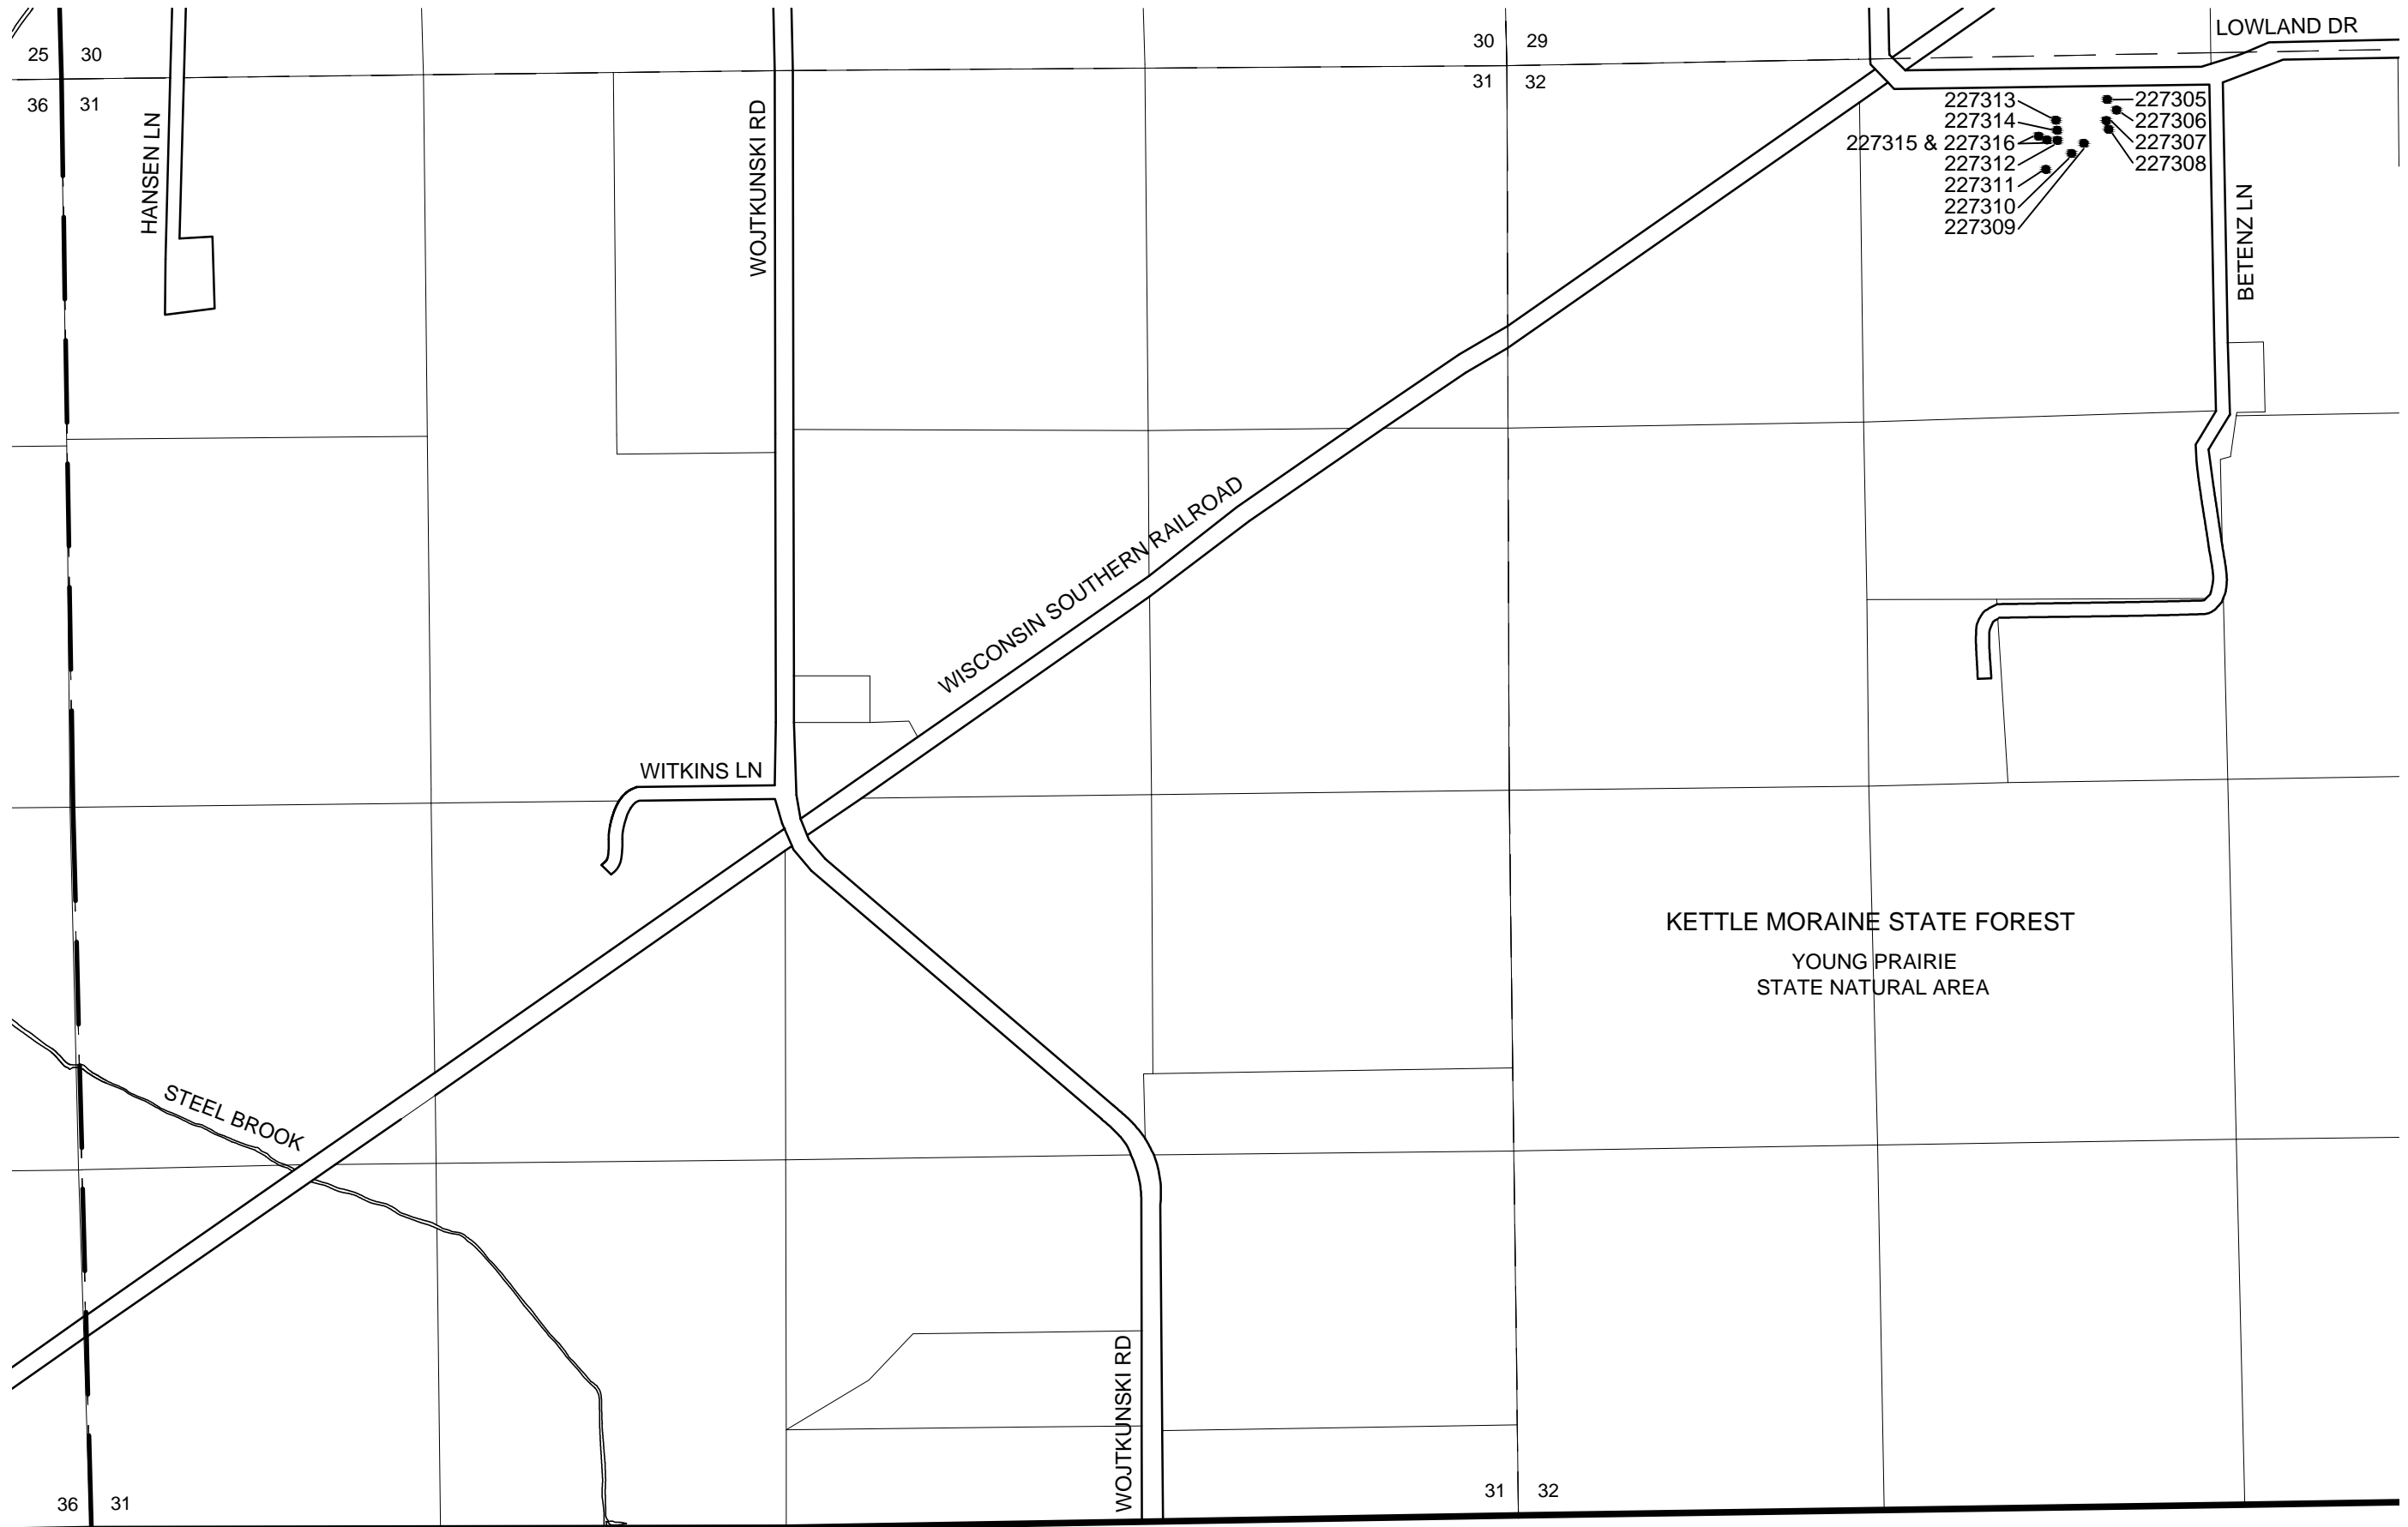 LOWLAND DR
25 30
30 29
36 31
31 32
HANSEN LN
WOJTKUNSKI RD
227313
227314
227315 & 227316
227312
227311
227310
227309
227305
227306
227307
227308
BETENZ LN
WISCONSIN SOUTHERN RAILROAD
WITKINS LN
KETTLE MORAINE STATE FOREST
YOUNG PRAIRIE
STATE NATURAL AREA
STEEL BROOK
WOJTKUNSKI RD
36 31
31 32